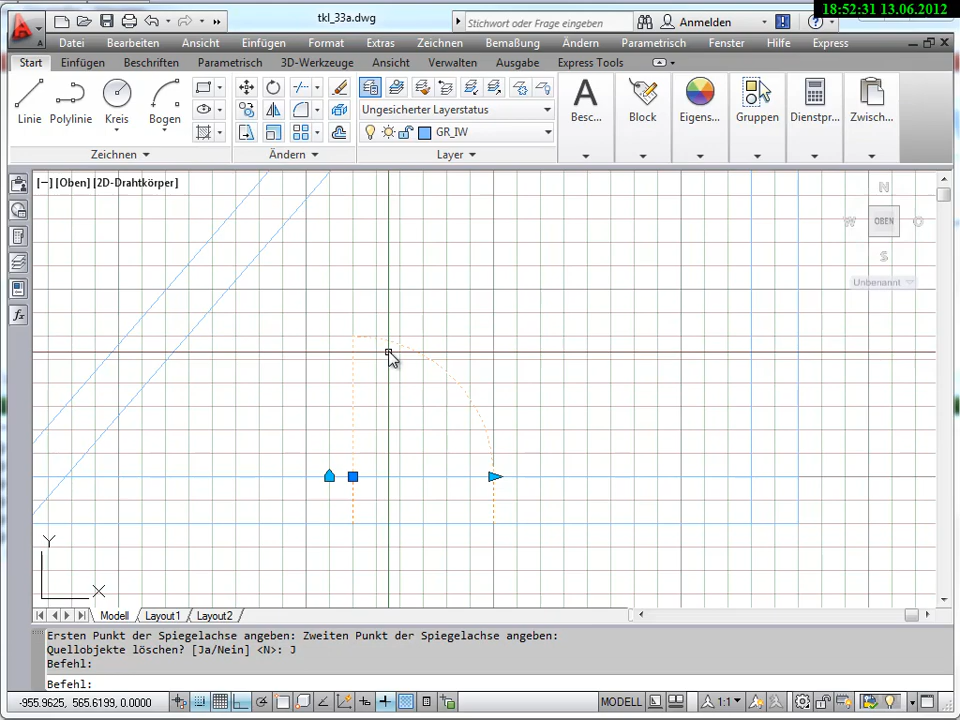 18:52:31 13.06.2012
tkl_33a.dwg
Stichwort oder Frage eingeben
Anmelden
Datei Bearbeiten Ansicht Einfügen Format Extras Zeichnen Bemaßung Ändern Parametrisch Fenster Hilfe Express
Start Einfügen Beschriften Parametrisch 3D-Werkzeuge Ansicht Verwalten Ausgabe Express Tools
Ungesicherter Layerstatus
Linie Polylinie Kreis Bogen
GR_IW
Besc... Block Eigens... Gruppen Dienstpr... Zwisch...
Zeichnen Ändern Layer
[−] [Oben] [2D-Drahtkörper]
N
W OBEN O
S
Unbenannt
Y
X
Modell Layout1 Layout2
Ersten Punkt der Spiegelachse angeben: Zweiten Punkt der Spiegelachse angeben:
Quellobjekte löschen? [Ja/Nein] <N>: J
Befehl:
Befehl:
-955.9625, 565.6199, 0.0000
MODELL
1:1